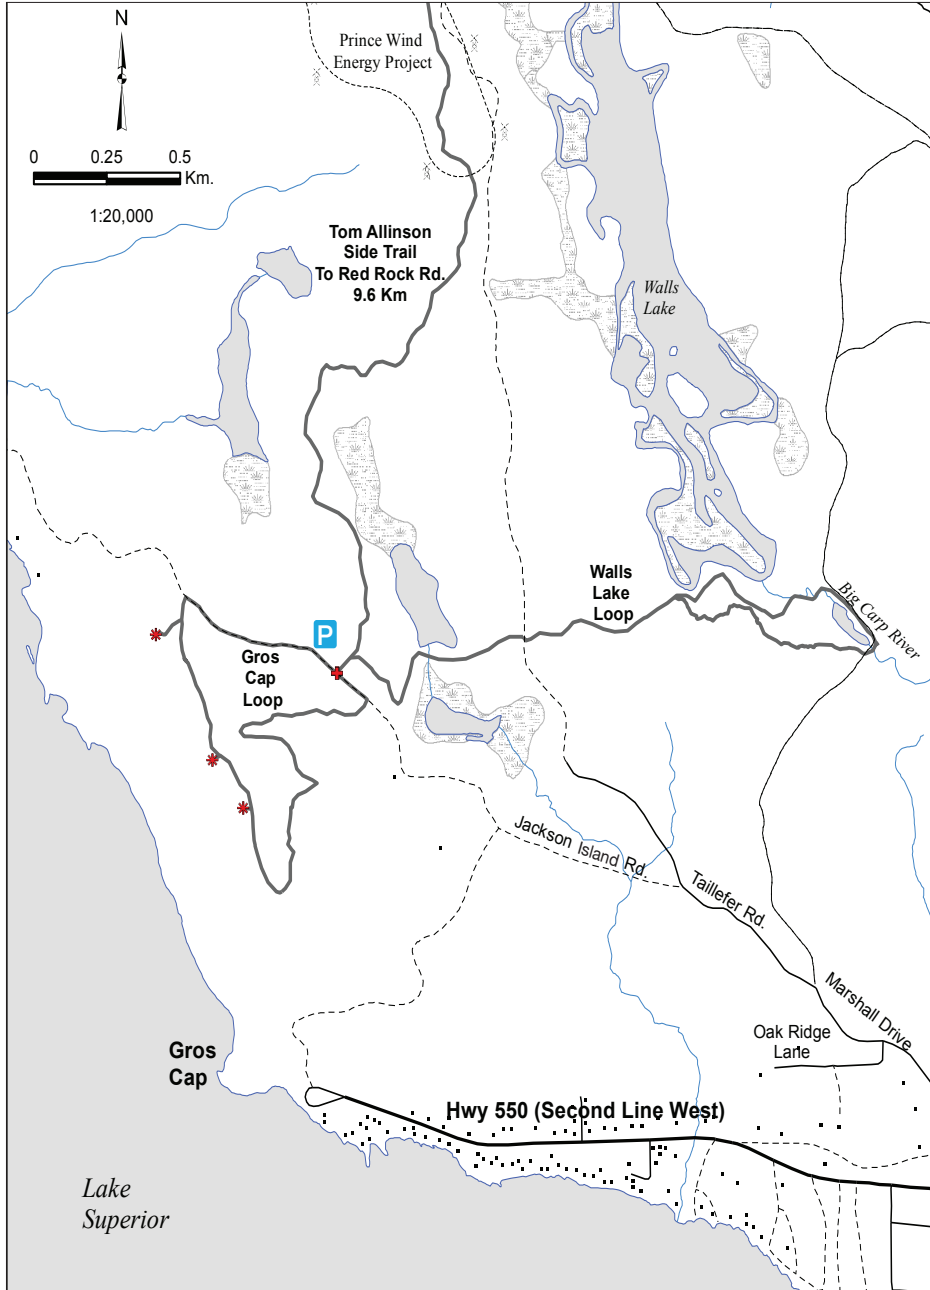 N
Prince Wind
Energy Project
0 0.25 0.5
Km.
1:20,000
Tom Allinson
Side Trail
To Red Rock Rd.
9.6 Km
Walls
Lake
Walls
Lake
Loop
Big Carp River
P
Gros
Cap
Loop
Jackson Island Rd.
Taillefer Rd.
Marshall Drive
Oak Ridge
Lane
Gros
Cap
Hwy 550 (Second Line West)
Lake
Superior